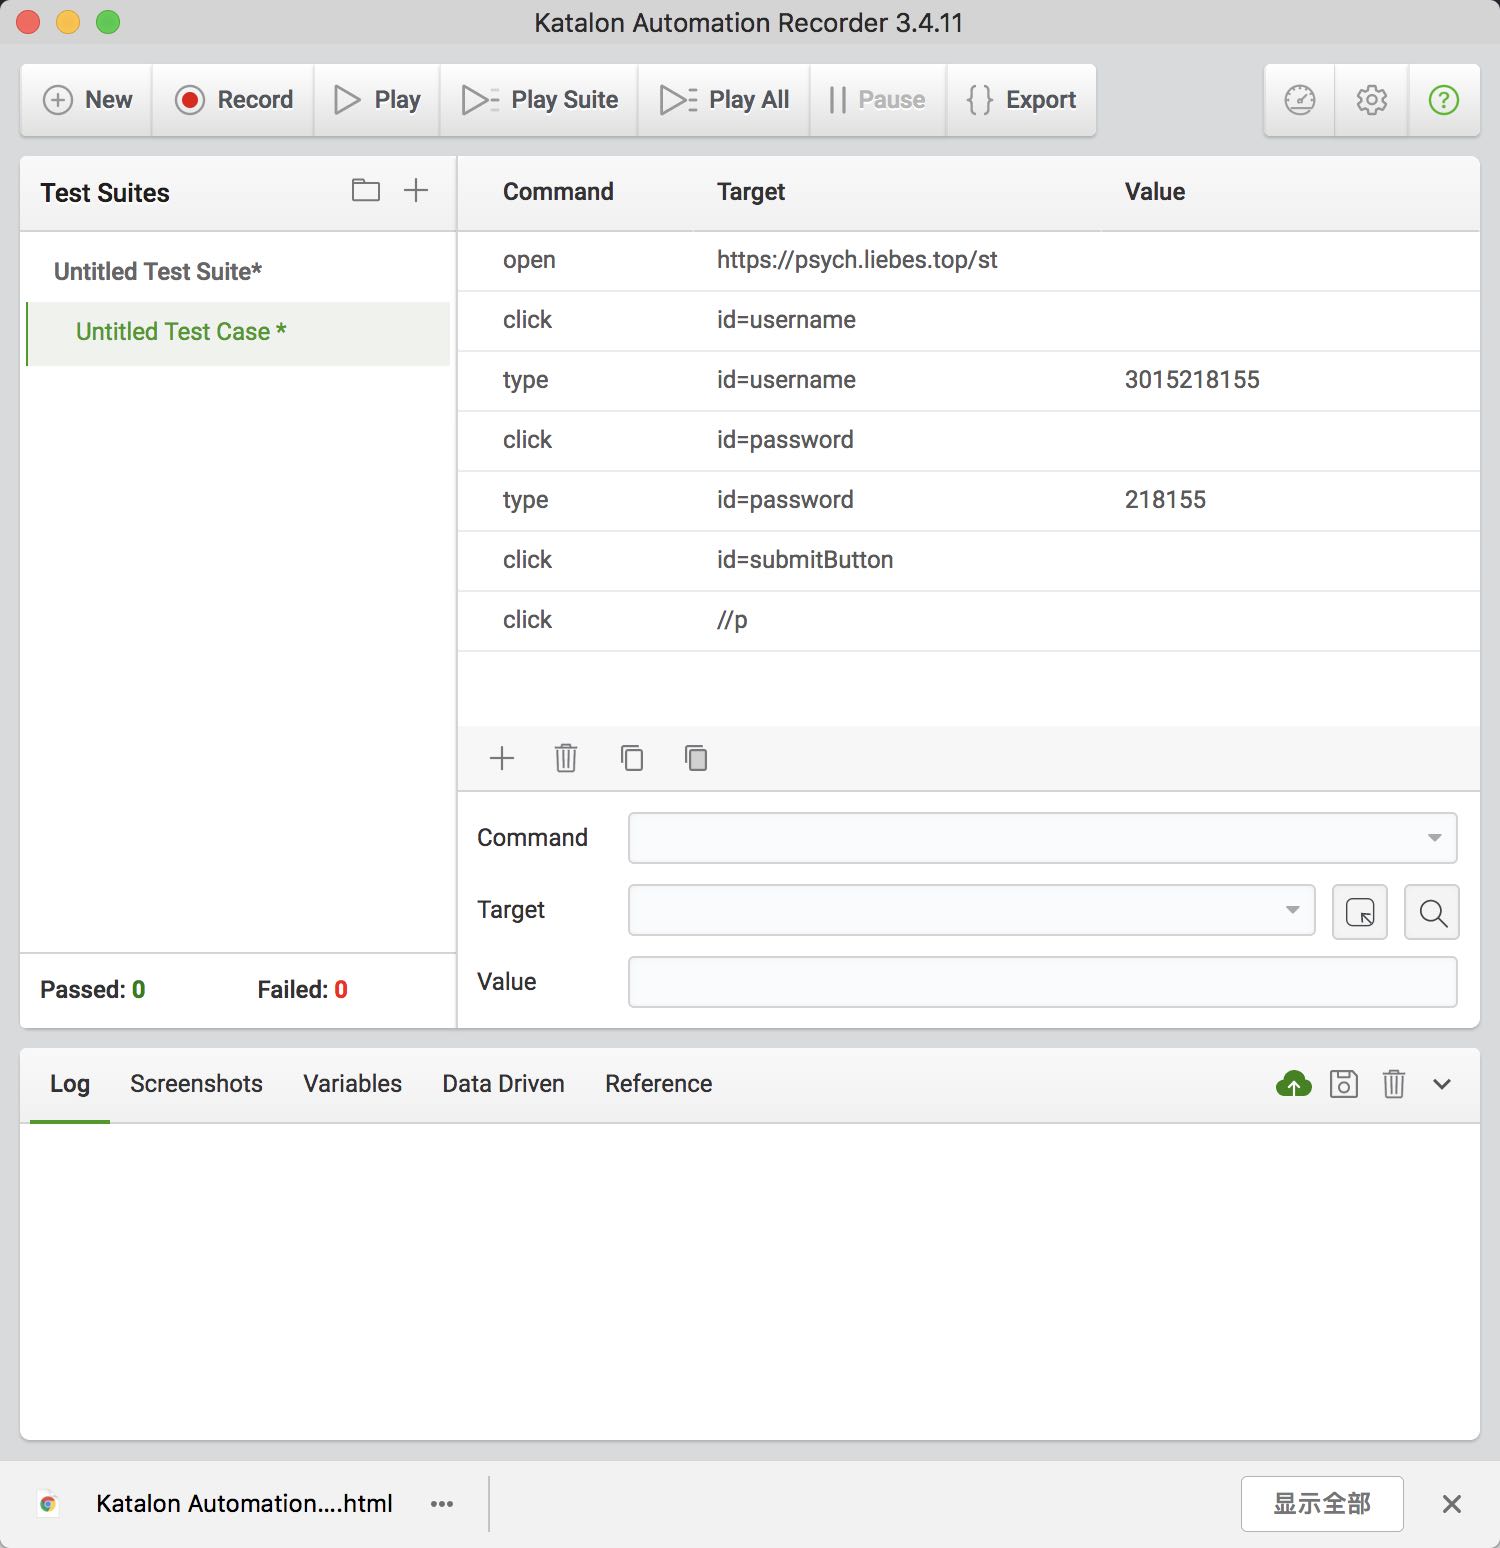 Katalon Automation Recorder 3.4.11
New Record Play Play Suite Play All Pause {} Export ?
Test Suites
Untitled Test Suite*
Untitled Test Case *
Passed: 0 Failed: 0
Command Target Value
open https://psych.liebes.top/st
click id=username
type id=username 3015218155
click id=password
type id=password 218155
click id=submitButton
click //p
Command
Target
Value
Log Screenshots Variables Data Driven Reference
Katalon Automation....html
显示全部